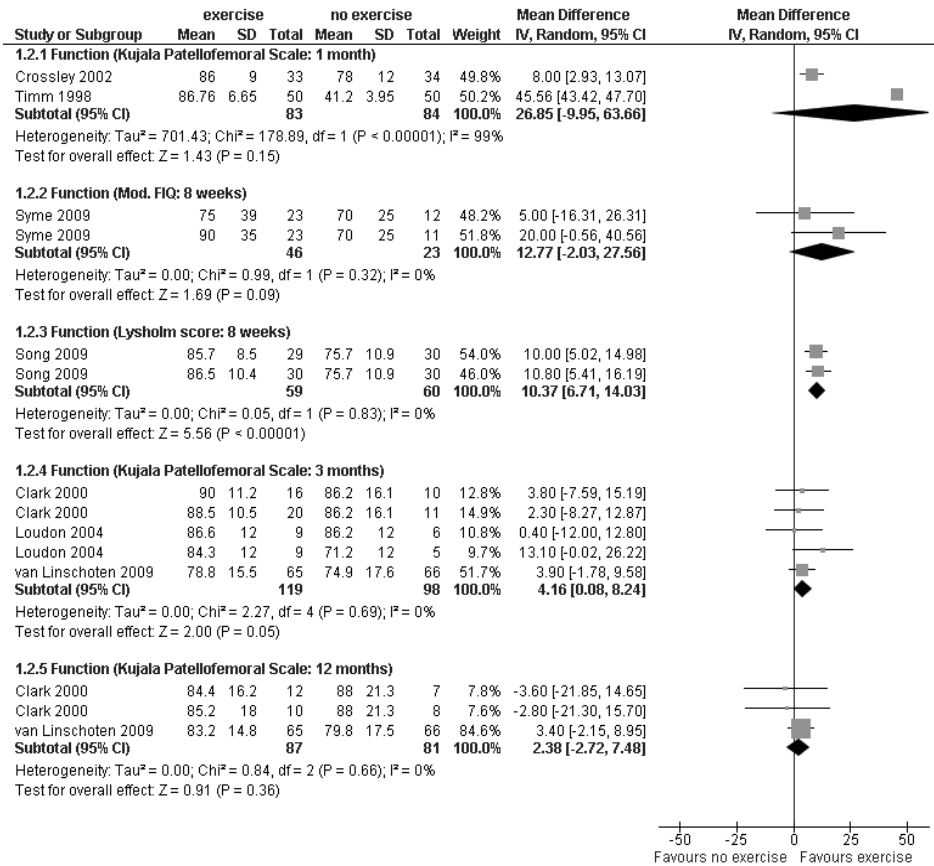 exercise no exercise Mean Difference Mean Difference
Study or Subgroup Mean SD Total Mean SD Total Weight IV, Random, 95% CI IV, Random, 95% CI
1.2.1 Function (Kujala Patellofemoral Scale: 1 month)
Crossley 2002 86 9 33 78 12 34 49.8% 8.00 [2.93, 13.07]
Timm 1998 86.76 6.65 50 41.2 3.95 50 50.2% 45.56 [43.42, 47.70]
Subtotal (95% CI) 83 84 100.0% 26.85 [-9.95, 63.66]
Heterogeneity: Tau² = 701.43; Chi² = 178.89, df = 1 (P < 0.00001); I² = 99%
Test for overall effect: Z = 1.43 (P = 0.15)
1.2.2 Function (Mod. FIQ: 8 weeks)
Syme 2009 75 39 23 70 25 12 48.2% 5.00 [-16.31, 26.31]
Syme 2009 90 35 23 70 25 11 51.8% 20.00 [-0.56, 40.56]
Subtotal (95% CI) 46 23 100.0% 12.77 [-2.03, 27.56]
Heterogeneity: Tau² = 0.00; Chi² = 0.99, df = 1 (P = 0.32); I² = 0%
Test for overall effect: Z = 1.69 (P = 0.09)
1.2.3 Function (Lysholm score: 8 weeks)
Song 2009 85.7 8.5 29 75.7 10.9 30 54.0% 10.00 [5.02, 14.98]
Song 2009 86.5 10.4 30 75.7 10.9 30 46.0% 10.80 [5.41, 16.19]
Subtotal (95% CI) 59 60 100.0% 10.37 [6.71, 14.03]
Heterogeneity: Tau² = 0.00; Chi² = 0.05, df = 1 (P = 0.83); I² = 0%
Test for overall effect: Z = 5.56 (P < 0.00001)
1.2.4 Function (Kujala Patellofemoral Scale: 3 months)
Clark 2000 90 11.2 16 86.2 16.1 10 12.8% 3.80 [-7.59, 15.19]
Clark 2000 88.5 10.5 20 86.2 16.1 11 14.9% 2.30 [-8.27, 12.87]
Loudon 2004 86.6 12 9 86.2 12 6 10.8% 0.40 [-12.00, 12.80]
Loudon 2004 84.3 12 9 71.2 12 5 9.7% 13.10 [-0.02, 26.22]
van Linschoten 2009 78.8 15.5 65 74.9 17.6 66 51.7% 3.90 [-1.78, 9.58]
Subtotal (95% CI) 119 98 100.0% 4.16 [0.08, 8.24]
Heterogeneity: Tau² = 0.00; Chi² = 2.27, df = 4 (P = 0.69); I² = 0%
Test for overall effect: Z = 2.00 (P = 0.05)
1.2.5 Function (Kujala Patellofemoral Scale: 12 months)
Clark 2000 84.4 16.2 12 88 21.3 7 7.8% -3.60 [-21.85, 14.65]
Clark 2000 85.2 18 10 88 21.3 8 7.6% -2.80 [-21.30, 15.70]
van Linschoten 2009 83.2 14.8 65 79.8 17.5 66 84.6% 3.40 [-2.15, 8.95]
Subtotal (95% CI) 87 81 100.0% 2.38 [-2.72, 7.48]
Heterogeneity: Tau² = 0.00; Chi² = 0.84, df = 2 (P = 0.66); I² = 0%
Test for overall effect: Z = 0.91 (P = 0.36)
-50 -25 0 25 50
Favours no exercise Favours exercise